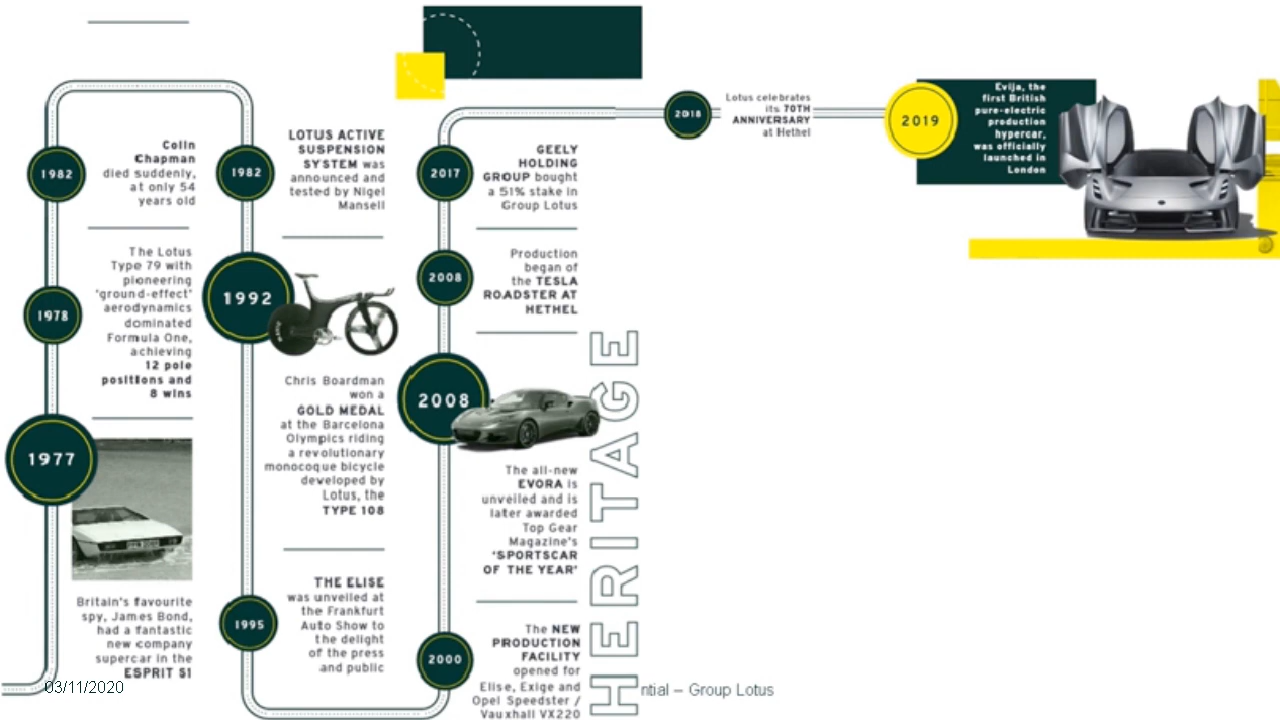 1982
Colin
Chapman
died suddenly,
at only 54
years old
1978
The Lotus
Type 79 with
pioneering
'ground-effect'
aerodynamics
dominated
Formula One,
achieving
12 pole
positions and
8 wins
1977
Britain's favourite
spy, James Bond,
had a fantastic
new company
supercar in the
ESPRIT S1
03/11/2020
1982
LOTUS ACTIVE
SUSPENSION
SYSTEM was
announced and
tested by Nigel
Mansell
1992
Chris Boardman
won a
GOLD MEDAL
at the Barcelona
Olympics riding
a revolutionary
monocoque bicycle
developed by
Lotus, the
TYPE 108
1995
THE ELISE
was unveiled at
the Frankfurt
Auto Show to
the delight
of the press
and public
2017
GEELY
HOLDING
GROUP bought
a 51% stake in
Group Lotus
2008
Production
began of
the TESLA
ROADSTER AT
HETHEL
2008
The all-new
EVORA is
unveiled and is
later awarded
Top Gear
Magazine's
'SPORTSCAR
OF THE YEAR'
2000
The NEW
PRODUCTION
FACILITY
opened for
Elise, Exige and
Opel Speedster /
Vauxhall VX220
HERITAGE
ntial – Group Lotus
2018
Lotus celebrates
its 70TH
ANNIVERSARY
at Hethel
2019
Evija, the
first British
pure-electric
production
hypercar,
was officially
launched in
London